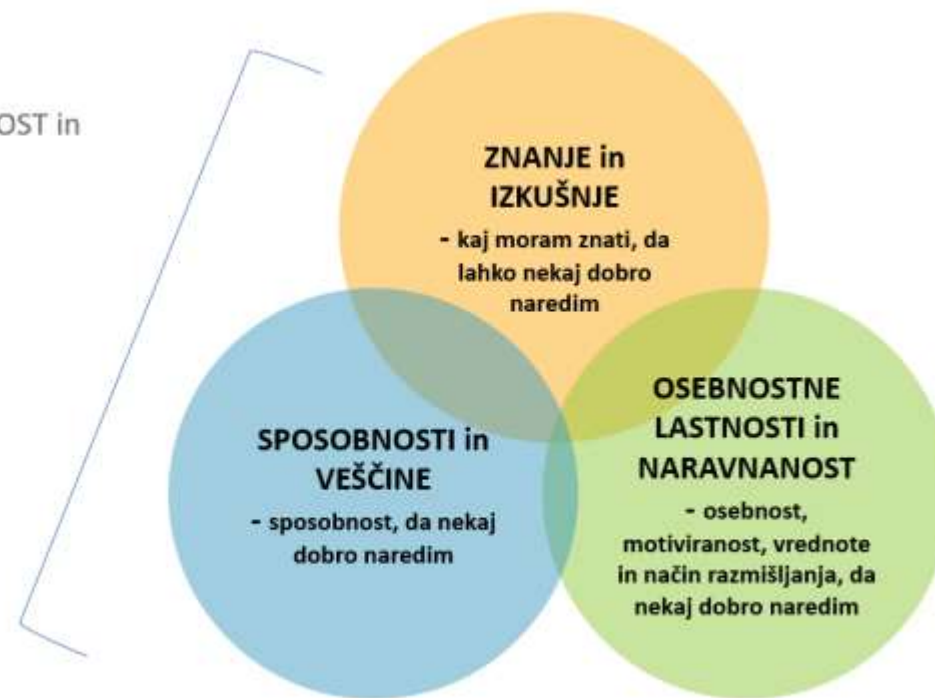 OST in
ZNANJE in
IZKUŠNJE
- kaj moram znati, da
lahko nekaj dobro
naredim
SPOSOBNOSTI in
VEŠČINE
- sposobnost, da nekaj
dobro naredim
OSEBNOSTNE
LASTNOSTI in
NARAVNANOST
- osebnost,
motiviranost, vrednote
in način razmišljanja, da
nekaj dobro naredim